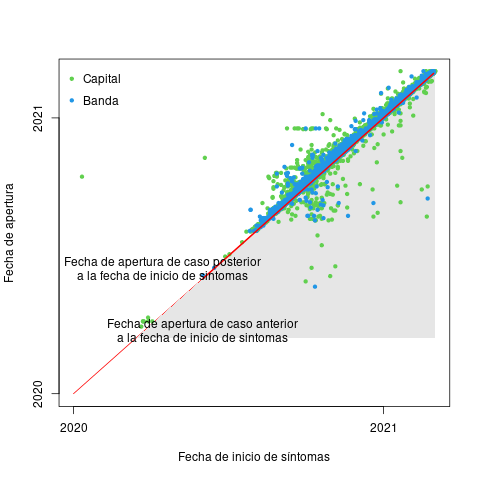 Capital
Banda
Fecha de apertura de caso posterior
a la fecha de inicio de síntomas
Fecha de apertura de caso anterior
a la fecha de inicio de sintomas
2021
2020
Fecha de apertura
2020
2021
Fecha de inicio de síntomas